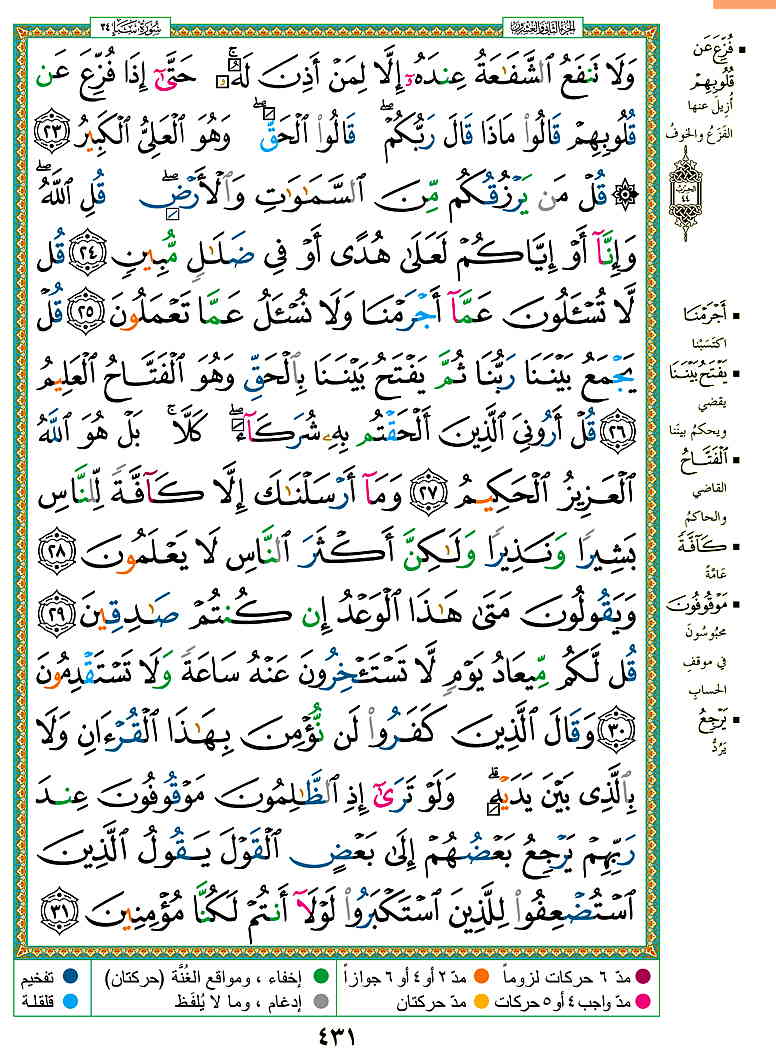 سُورَةُ سَبَإٍ ٣٤
الجزء الثاني والعشرون
وَلَا تَنفَعُ ٱلشَّفَٰعَةُ عِندَهُۥٓ إِلَّا لِمَنْ أَذِنَ لَهُۥ ۚ حَتَّىٰٓ إِذَا فُزِّعَ عَن
قُلُوبِهِمْ قَالُوا۟ مَاذَا قَالَ رَبُّكُمْ ۖ قَالُوا۟ ٱلْحَقَّ ۖ وَهُوَ ٱلْعَلِىُّ ٱلْكَبِيرُ ٢٣
۞ قُلْ مَن يَرْزُقُكُم مِّنَ ٱلسَّمَٰوَٰتِ وَٱلْأَرْضِ ۖ قُلِ ٱللَّهُ ۖ
وَإِنَّآ أَوْ إِيَّاكُمْ لَعَلَىٰ هُدًى أَوْ فِى ضَلَٰلٍ مُّبِينٍ ٢٤ قُل
لَّا تُسْـَٔلُونَ عَمَّآ أَجْرَمْنَا وَلَا نُسْـَٔلُ عَمَّا تَعْمَلُونَ ٢٥ قُلْ
يَجْمَعُ بَيْنَنَا رَبُّنَا ثُمَّ يَفْتَحُ بَيْنَنَا بِٱلْحَقِّ وَهُوَ ٱلْفَتَّاحُ ٱلْعَلِيمُ
٢٦ قُلْ أَرُونِىَ ٱلَّذِينَ أَلْحَقْتُم بِهِۦ شُرَكَآءَ ۖ كَلَّا ۚ بَلْ هُوَ ٱللَّهُ
ٱلْعَزِيزُ ٱلْحَكِيمُ ٢٧ وَمَآ أَرْسَلْنَٰكَ إِلَّا كَآفَّةً لِّلنَّاسِ
بَشِيرًا وَنَذِيرًا وَلَٰكِنَّ أَكْثَرَ ٱلنَّاسِ لَا يَعْلَمُونَ ٢٨
وَيَقُولُونَ مَتَىٰ هَٰذَا ٱلْوَعْدُ إِن كُنتُمْ صَٰدِقِينَ ٢٩
قُل لَّكُم مِّيعَادُ يَوْمٍ لَّا تَسْتَـْٔخِرُونَ عَنْهُ سَاعَةً وَلَا تَسْتَقْدِمُونَ
٣٠ وَقَالَ ٱلَّذِينَ كَفَرُوا۟ لَن نُّؤْمِنَ بِهَٰذَا ٱلْقُرْءَانِ وَلَا
بِٱلَّذِى بَيْنَ يَدَيْهِ ۗ وَلَوْ تَرَىٰٓ إِذِ ٱلظَّٰلِمُونَ مَوْقُوفُونَ عِندَ
رَبِّهِمْ يَرْجِعُ بَعْضُهُمْ إِلَىٰ بَعْضٍ ٱلْقَوْلَ يَقُولُ ٱلَّذِينَ
ٱسْتُضْعِفُوا۟ لِلَّذِينَ ٱسْتَكْبَرُوا۟ لَوْلَآ أَنتُمْ لَكُنَّا مُؤْمِنِينَ ٣١
فُزِّعَ عَن
قُلُوبِهِمْ
أُزِيلَ عنها
الفَزَعُ والخوفُ
الحزب
٤٤
أَجْرَمْنَا
اكتَسَبْنا
يَفْتَحُ بَيْنَنَا
يقضي
ويحكمُ بيننَا
ٱلْفَتَّاحُ
القاضي
والحاكمُ
كَآفَّةً
عَامَّةً
مَوْقُوفُونَ
محبُوسُونَ
في موقفِ
الحسابِ
يَرْجِعُ
يَرُدُّ
مدّ ٦ حركات لزوماً
مدّ ٢ أو ٤ أو ٦ جوازاً
إخفاء ، ومواقع الغُنَّة (حركتان)
تفخيم
مدّ واجب ٤ أو ٥ حركات
مدّ حركتان
إدغام ، وما لا يُلفَظ
قلقلة
٤٣١